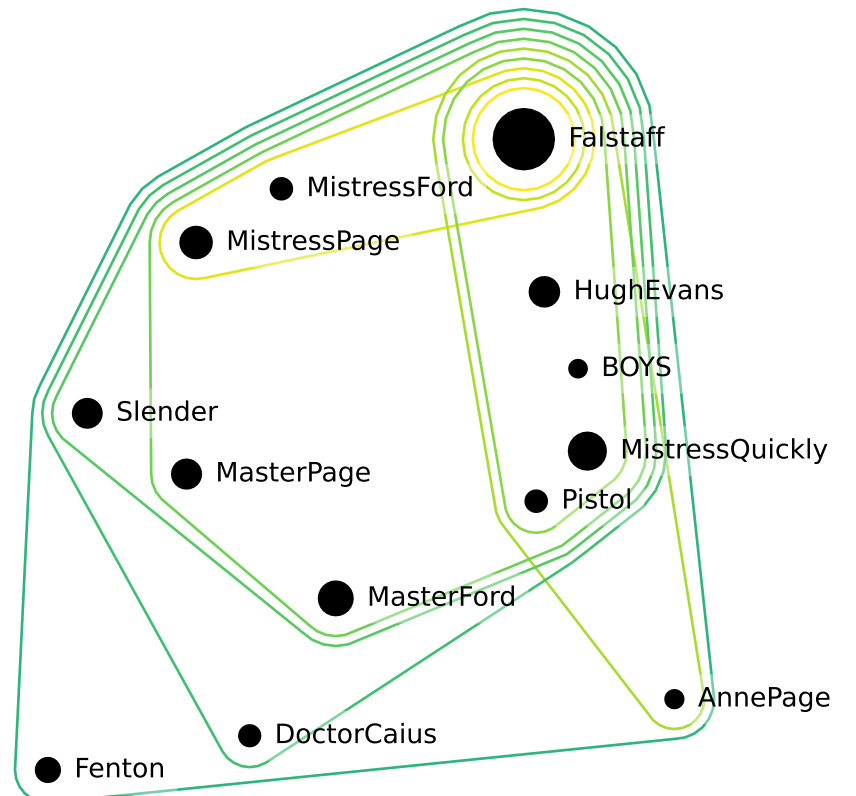 Falstaff
MistressFord
MistressPage
HughEvans
BOYS
Slender
MistressQuickly
MasterPage
Pistol
MasterFord
AnnePage
DoctorCaius
Fenton